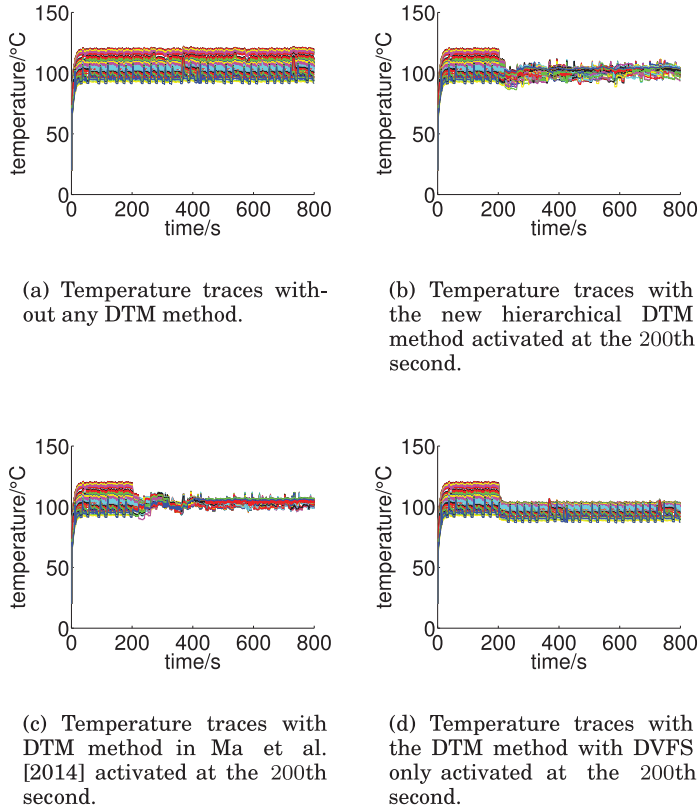 150
100
50
0
temperature/°C
0 200 400 600 800
time/s
(a) Temperature traces with-
out any DTM method.
150
100
50
0
temperature/°C
0 200 400 600 800
time/s
(b) Temperature traces with
the new hierarchical DTM
method activated at the 200th
second.
150
100
50
0
temperature/°C
0 200 400 600 800
time/s
(c) Temperature traces with
DTM method in Ma et al.
[2014] activated at the 200th
second.
150
100
50
0
temperature/°C
0 200 400 600 800
time/s
(d) Temperature traces with
the DTM method with DVFS
only activated at the 200th
second.